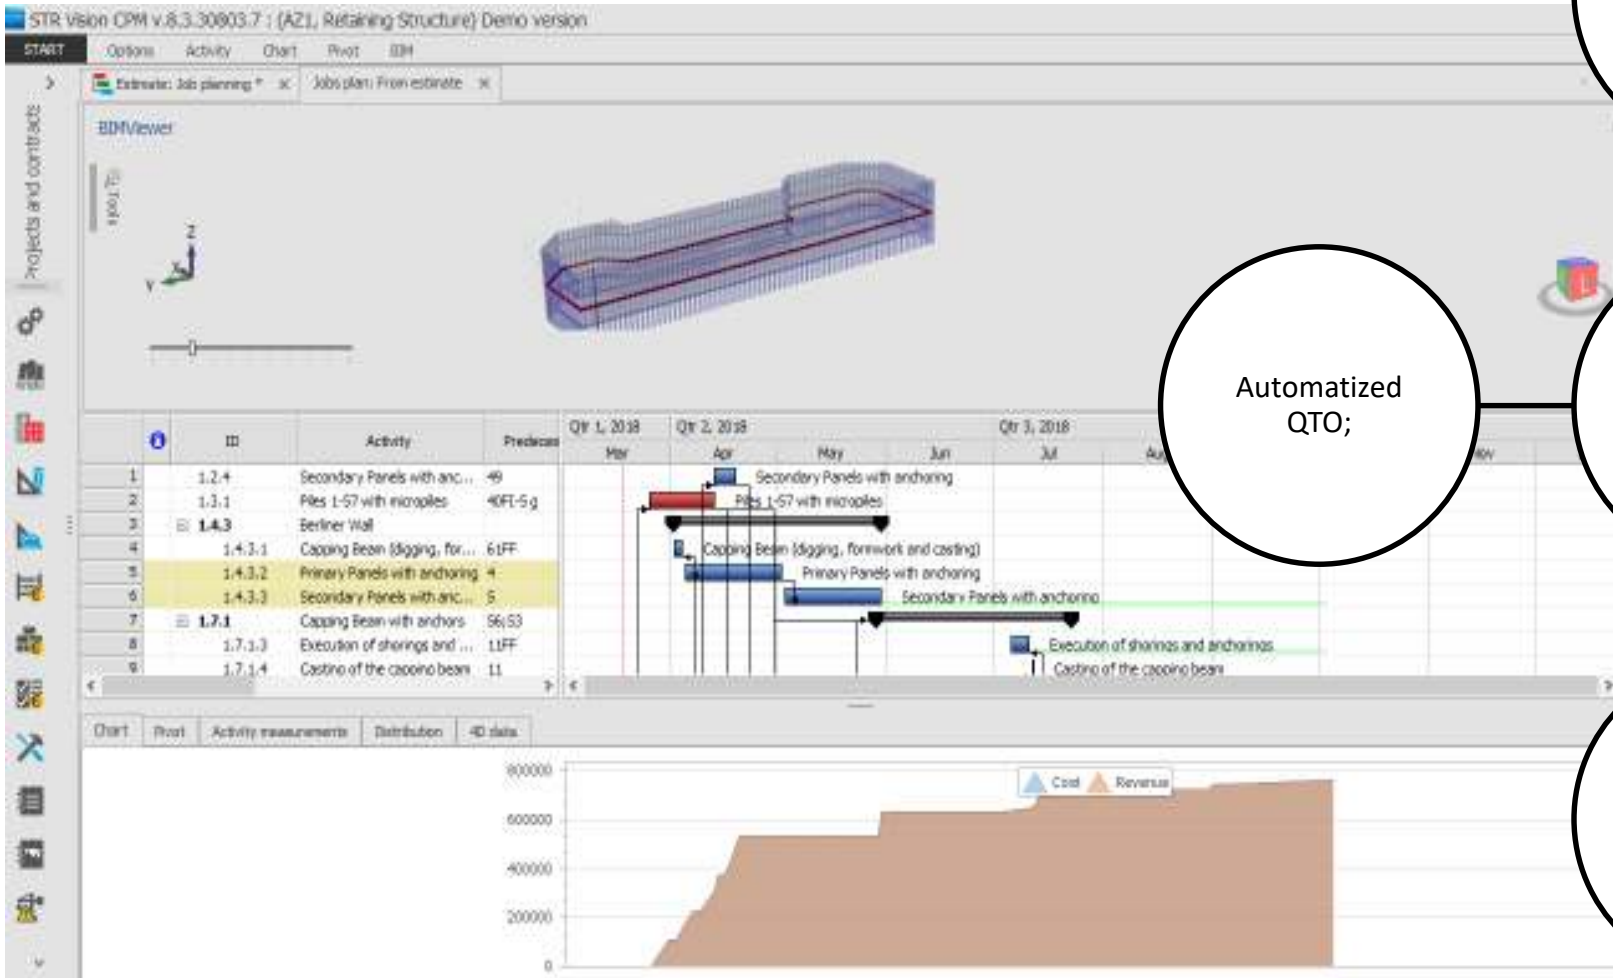 STR Vision CPM v.8.3.30803.7 : (AZ1, Retaining Structure) Demo version
START Options Activity Chart Pivot BIM
Estimate: Job planning * Jobs plan: From estimate
Projects and contracts
BIMViewer
Tools
Z
X
Y
L
Automatized
QTO;
ID Activity Predeces
Qtr 1, 2018 Qtr 2, 2018 Qtr 3, 2018
Mar Apr May Jun Jul Aug Nov
1 1.2.4 Secondary Panels with anc... 49 Secondary Panels with anchoring
2 1.3.1 Piles 1-57 with micropiles 40FI-5 g Piles 1-57 with micropiles
3 1.4.3 Berliner Wall
4 1.4.3.1 Capping Beam (digging, for... 61FF Capping Beam (digging, formwork and casting)
5 1.4.3.2 Primary Panels with anchoring 4 Primary Panels with anchoring
6 1.4.3.3 Secondary Panels with anc... 5 Secondary Panels with anchoring
7 1.7.1 Capping Beam with anchors 56;53
8 1.7.1.3 Execution of shorings and ... 11FF Execution of shorings and anchorings
9 1.7.1.4 Casting of the capping beam 11 Casting of the capping beam
Chart Pivot Activity measurements Distribution 4D data
Cost Revenue
800000
600000
400000
200000
0